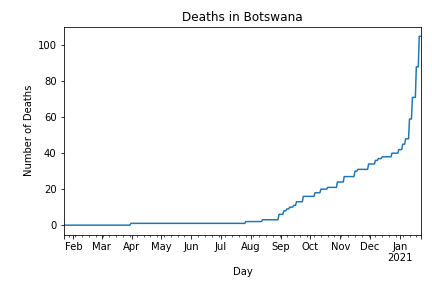 Deaths in Botswana
Number of Deaths
100
80
60
40
20
0
Feb Mar Apr May Jun Jul Aug Sep Oct Nov Dec Jan
2021
Day